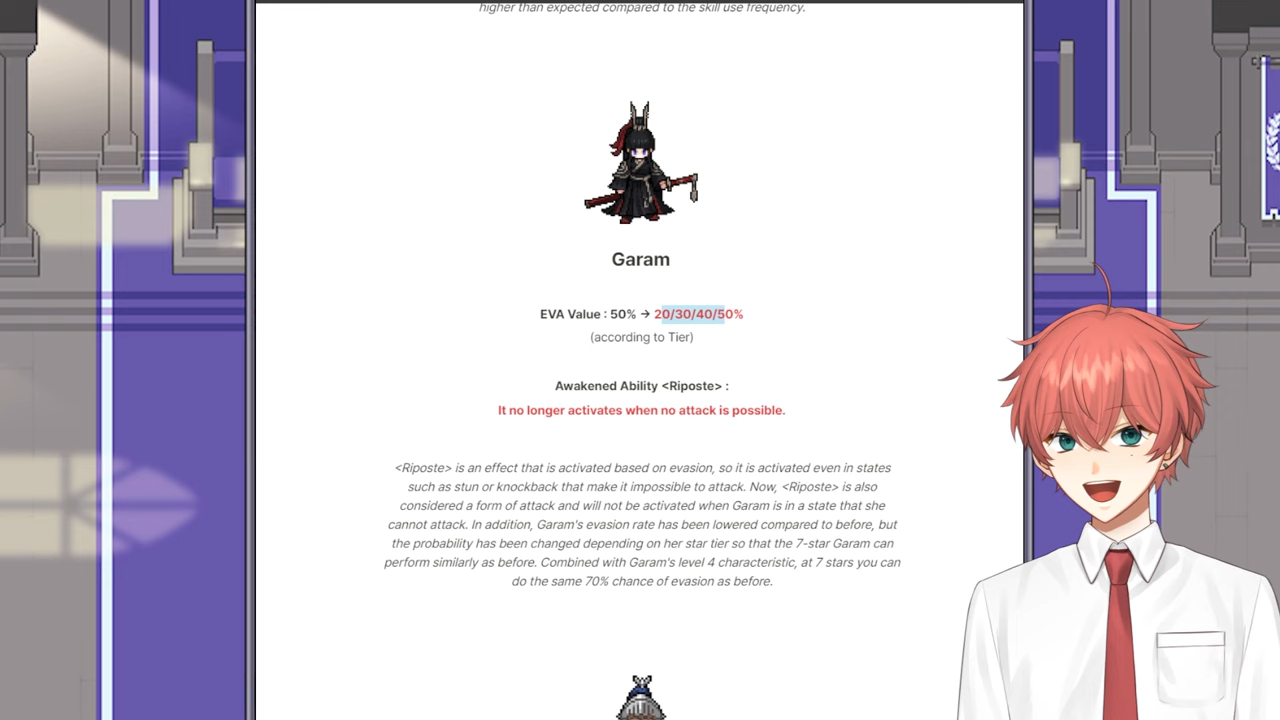 higher than expected compared to the skill use frequency.
Garam
EVA Value : 50% → 20/30/40/50%
(according to Tier)
Awakened Ability <Riposte> :
It no longer activates when no attack is possible.
<Riposte> is an effect that is activated based on evasion, so it is activated even in states
such as stun or knockback that make it impossible to attack. Now, <Riposte> is also
considered a form of attack and will not be activated when Garam is in a state that she
cannot attack. In addition, Garam's evasion rate has been lowered compared to before, but
the probability has been changed depending on her star tier so that the 7-star Garam can
perform similarly as before. Combined with Garam's level 4 characteristic, at 7 stars you can
do the same 70% chance of evasion as before.